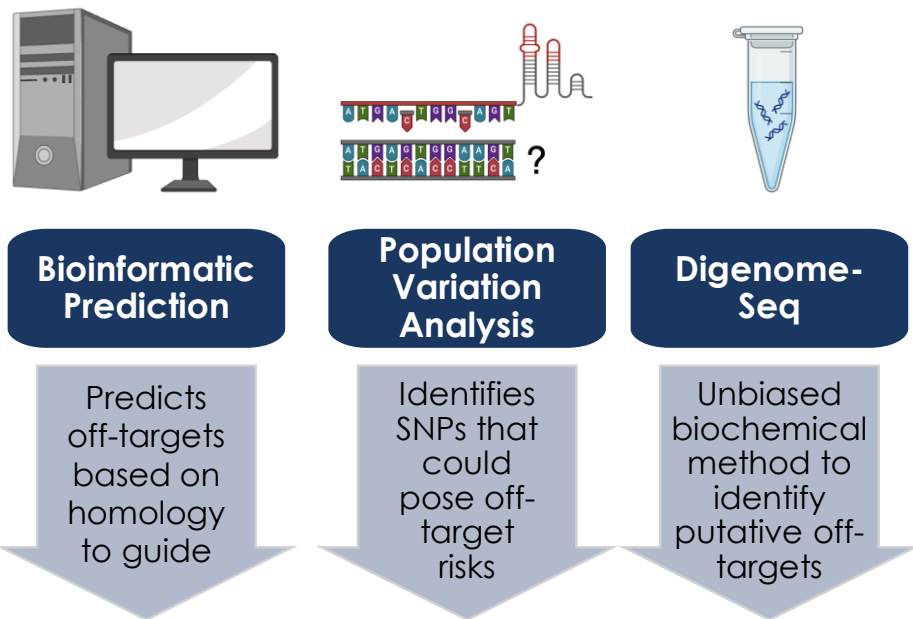 A T G A C T G G C A G T
A T G A G T G G A A G T
T A C T C A C C T T C A
?
Bioinformatic
Prediction
Population
Variation
Analysis
Digenome-
Seq
Predicts
off-targets
based on
homology
to guide
Identifies
SNPs that
could
pose off-
target
risks
Unbiased
biochemical
method to
identify
putative off-
targets